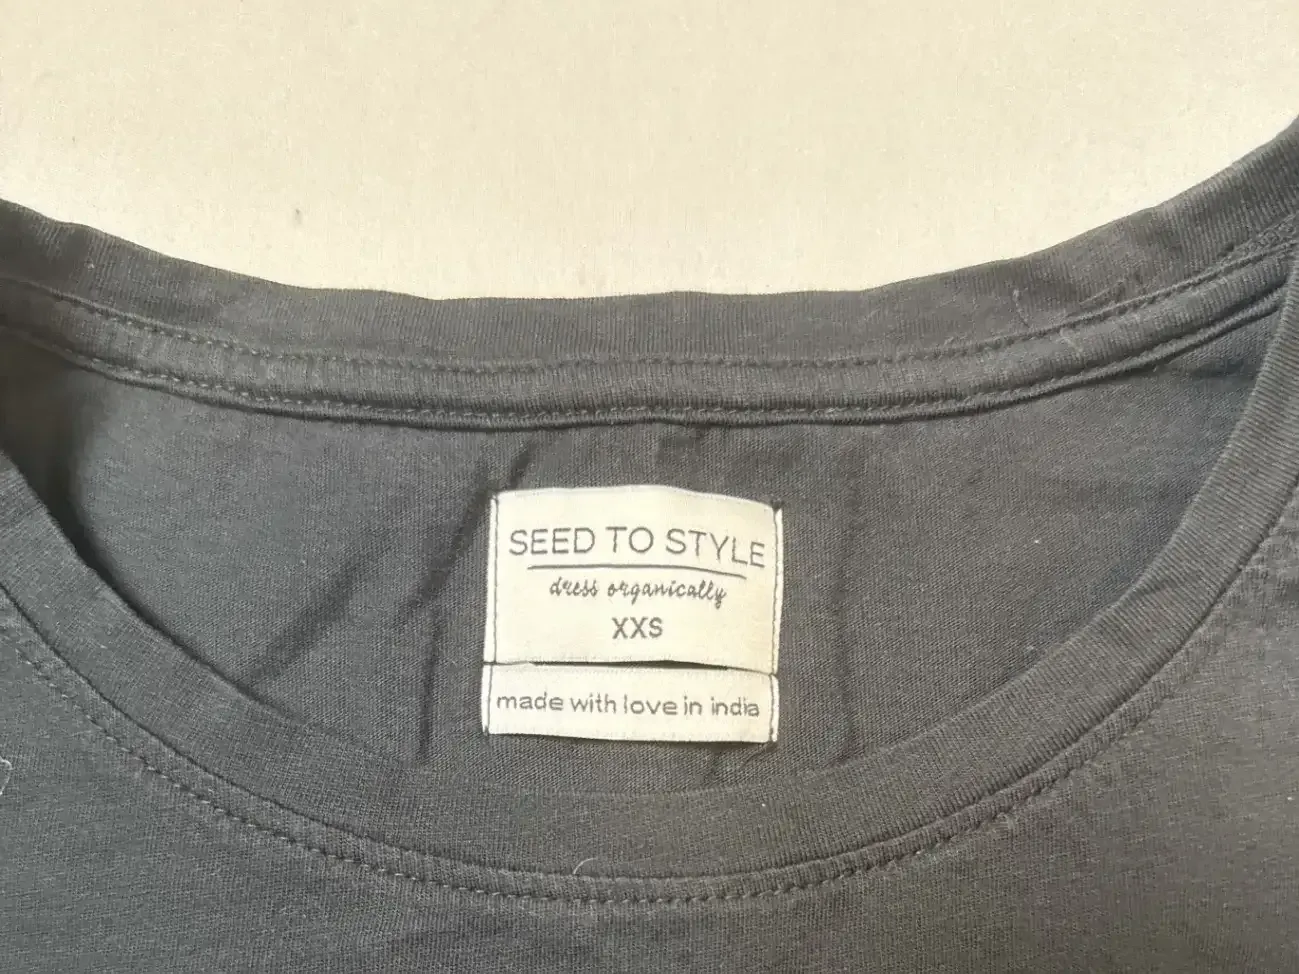 SEED TO STYLE
dress organically
XXS
made with love in india